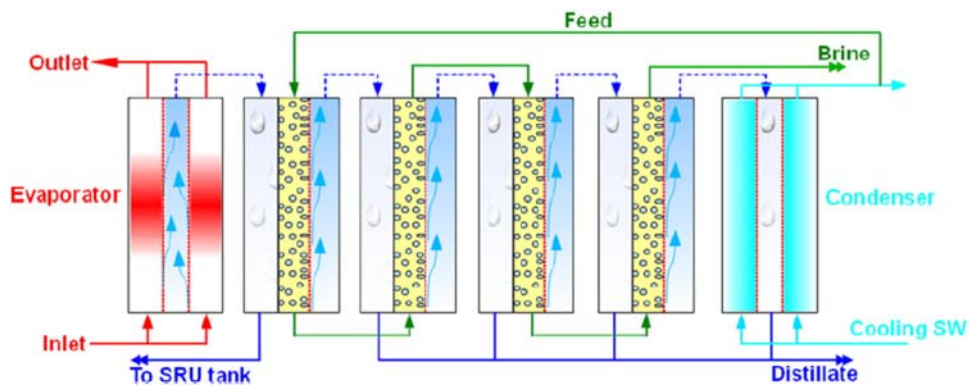 Feed
Brine
Outlet
Evaporator
Condenser
Inlet
Cooling SW
To SRU tank
Distillate